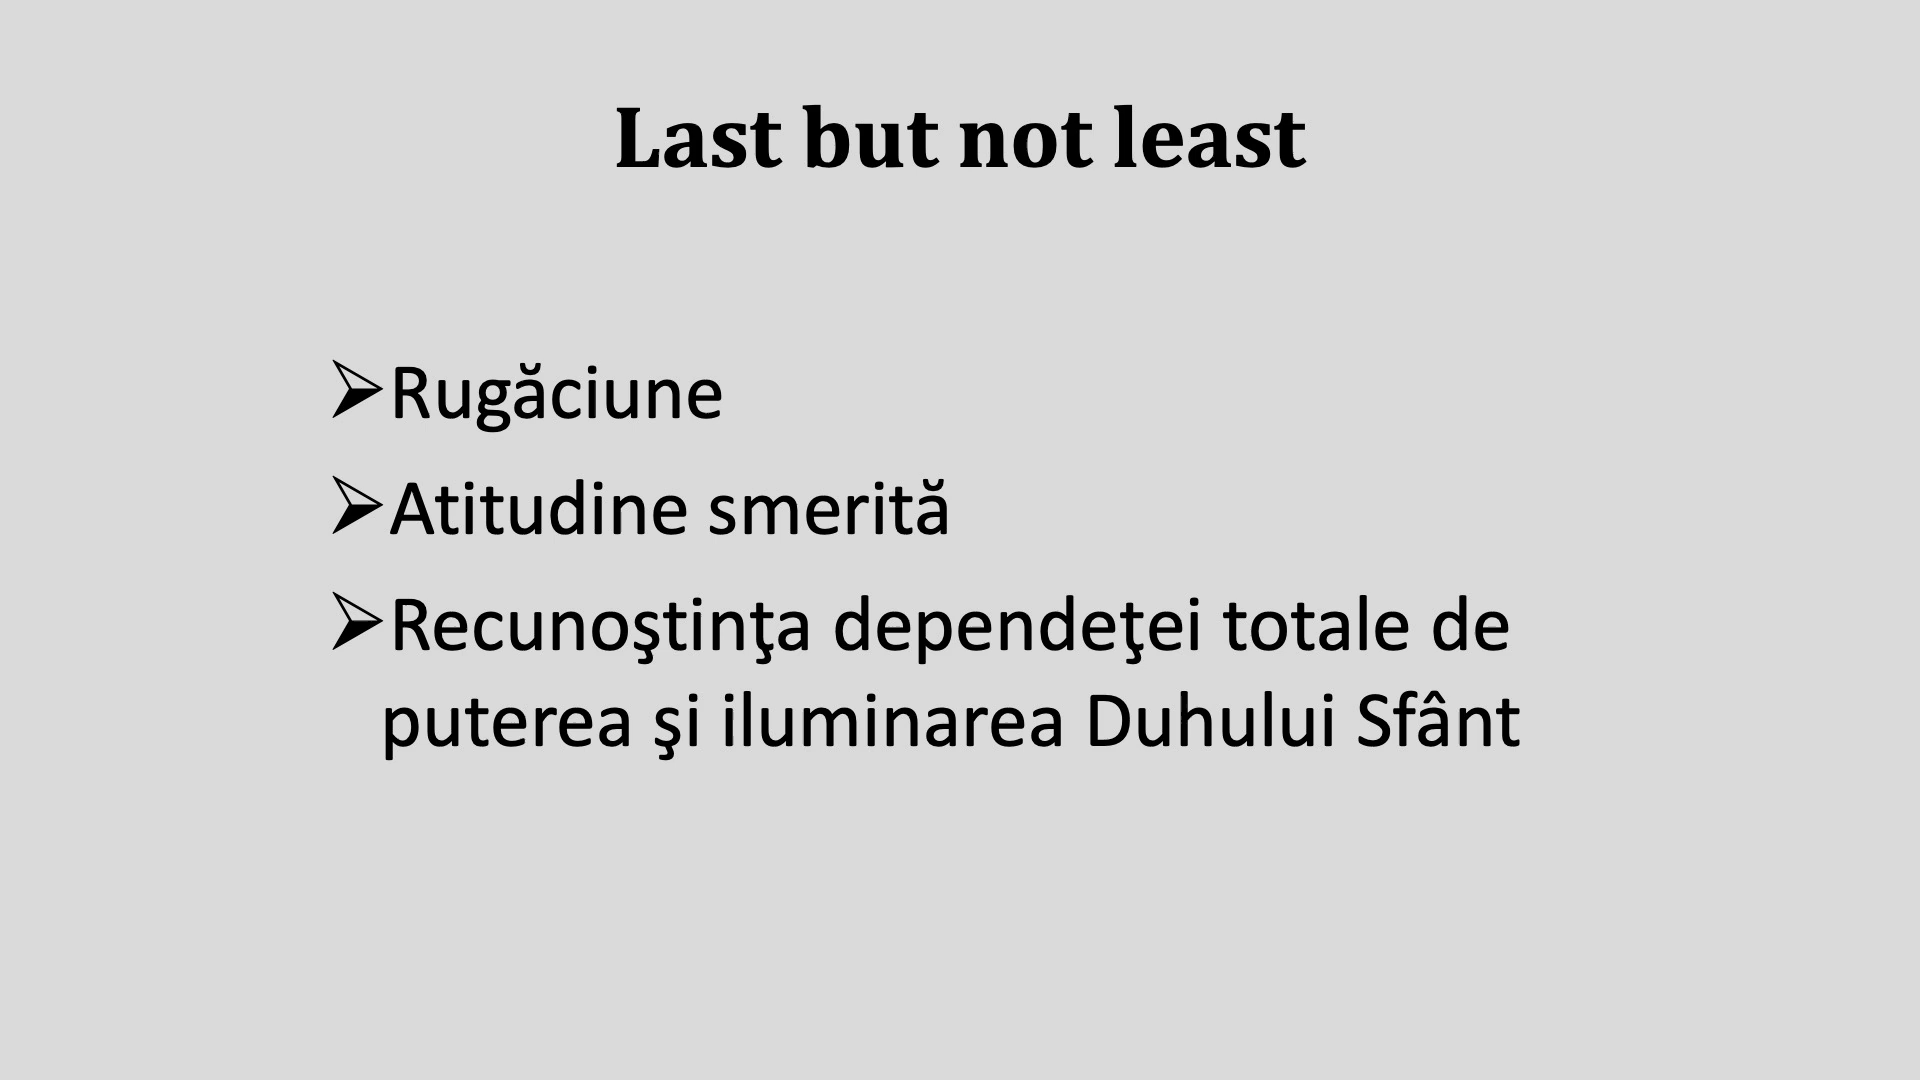 Last but not least
➢Rugăciune
➢Atitudine smerită
➢Recunoştinţa dependeţei totale de
puterea şi iluminarea Duhului Sfânt